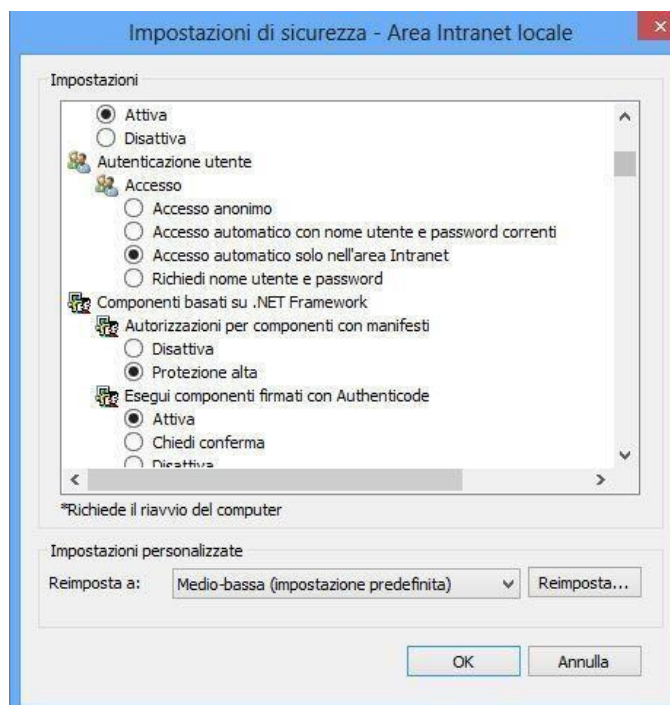 Impostazioni di sicurezza - Area Intranet locale
x
Impostazioni
Attiva
Disattiva
Autenticazione utente
Accesso
Accesso anonimo
Accesso automatico con nome utente e password correnti
Accesso automatico solo nell'area Intranet
Richiedi nome utente e password
Componenti basati su .NET Framework
Autorizzazioni per componenti con manifesti
Disattiva
Protezione alta
Esegui componenti firmati con Authenticode
Attiva
Chiedi conferma
Disattiva
*Richiede il riavvio del computer
Impostazioni personalizzate
Reimposta a:
Medio-bassa (impostazione predefinita)
Reimposta...
OK
Annulla